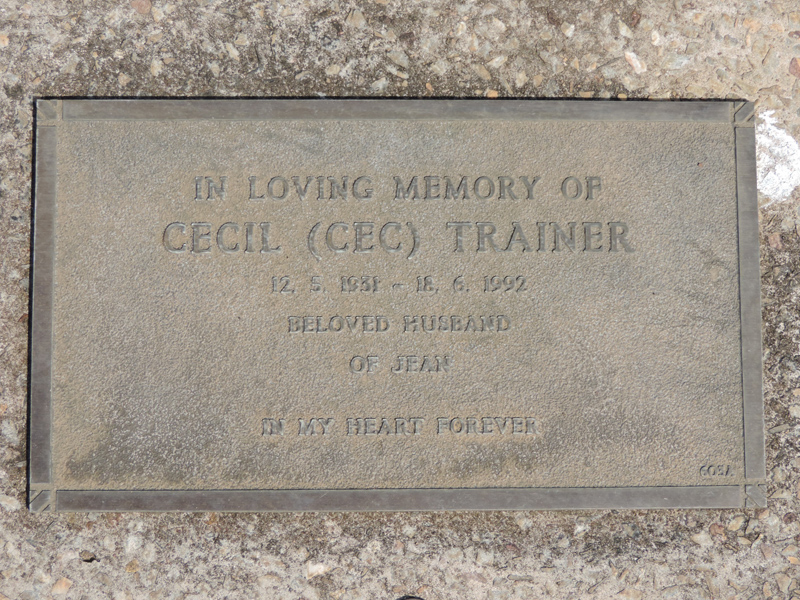 IN LOVING MEMORY OF
CECIL (CEC) TRAINER
12. 5. 1931 - 18. 6. 1992
BELOVED HUSBAND
OF JEAN
IN MY HEART FOREVER
605A